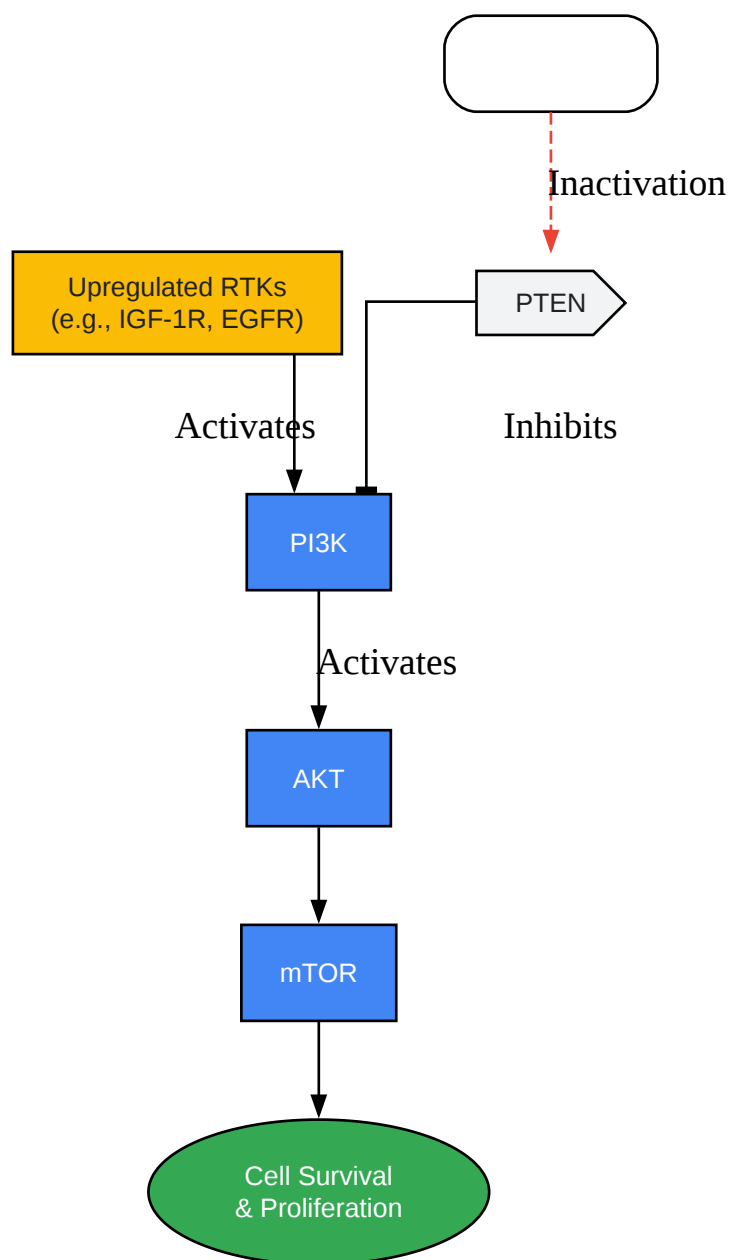 Inactivation
Upregulated RTKs
(e.g., IGF-1R, EGFR)
PTEN
Activates
Inhibits
PI3K
Activates
AKT
mTOR
Cell Survival
& Proliferation